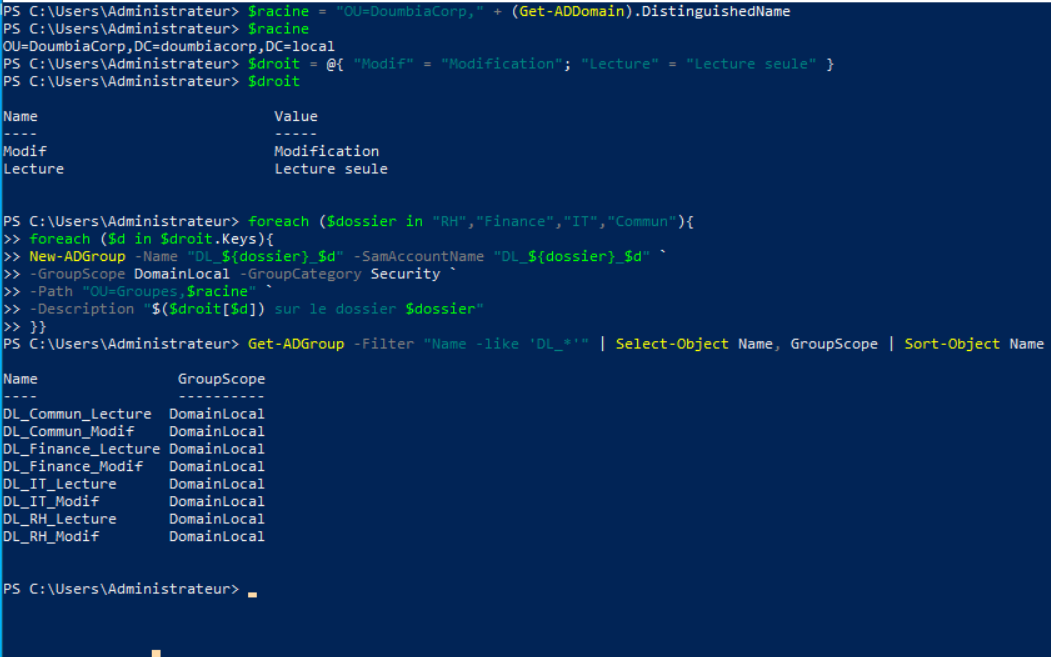 PS C:\Users\Administrateur> $racine = "OU=DoumbiaCorp," + (Get-ADDomain).DistinguishedName
PS C:\Users\Administrateur> $racine
OU=DoumbiaCorp,DC=doumbiacorp,DC=local
PS C:\Users\Administrateur> $droit = @{ "Modif" = "Modification"; "Lecture" = "Lecture seule" }
PS C:\Users\Administrateur> $droit
Name Value
---- -----
Modif Modification
Lecture Lecture seule
PS C:\Users\Administrateur> foreach ($dossier in "RH","Finance","IT","Commun"){
>> foreach ($d in $droit.Keys){
>> New-ADGroup -Name "DL_${dossier}_$d" -SamAccountName "DL_${dossier}_$d" `
>> -GroupScope DomainLocal -GroupCategory Security `
>> -Path "OU=Groupes,$racine" `
>> -Description "$($droit[$d]) sur le dossier $dossier"
>> }}
PS C:\Users\Administrateur> Get-ADGroup -Filter "Name -like 'DL_*'" | Select-Object Name, GroupScope | Sort-Object Name
Name GroupScope
---- ----------
DL_Commun_Lecture DomainLocal
DL_Commun_Modif DomainLocal
DL_Finance_Lecture DomainLocal
DL_Finance_Modif DomainLocal
DL_IT_Lecture DomainLocal
DL_IT_Modif DomainLocal
DL_RH_Lecture DomainLocal
DL_RH_Modif DomainLocal
PS C:\Users\Administrateur>